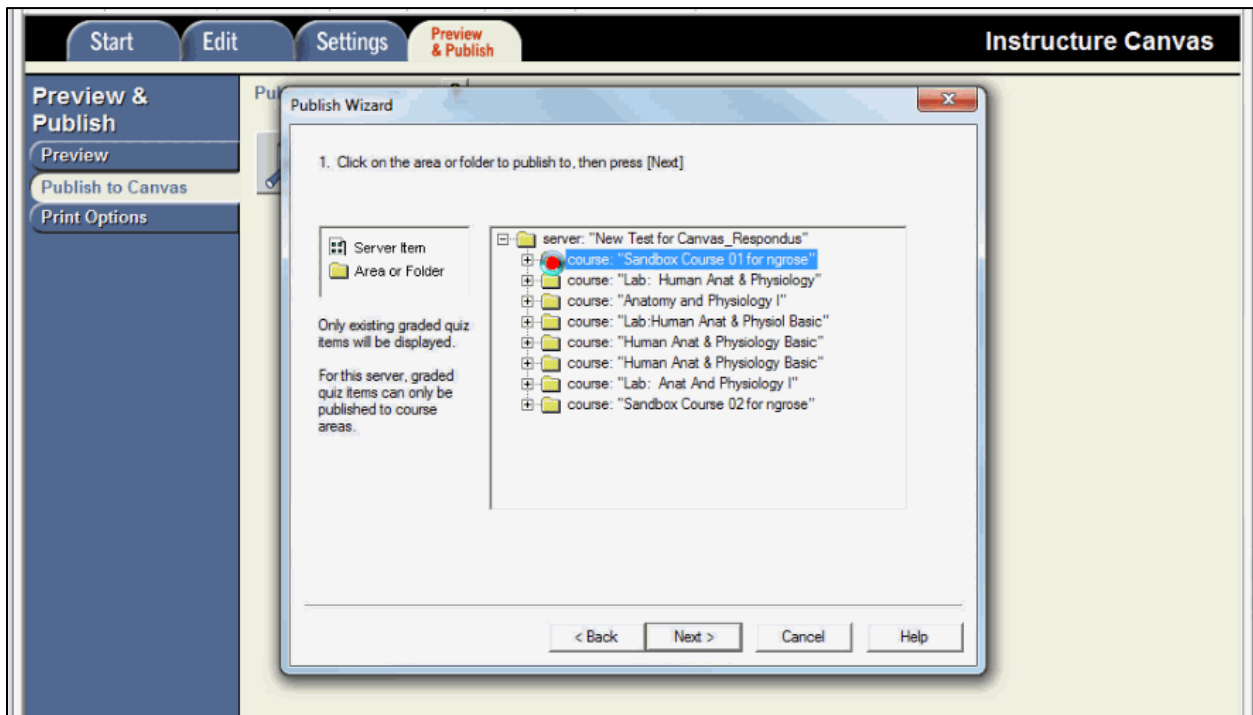 Start
Edit
Settings
Preview
& Publish
Instructure Canvas
Preview &
Publish
Preview
Publish to Canvas
Print Options
Publish Wizard
1. Click on the area or folder to publish to, then press [Next]
Server Item
Area or Folder
Only existing graded quiz
items will be displayed.
For this server, graded
quiz items can only be
published to course
areas.
server: "New Test for Canvas_Respondus"
course: "Sandbox Course 01 for ngrose"
course: "Lab: Human Anat & Physiology"
course: "Anatomy and Physiology I"
course: "Lab:Human Anat & Physiol Basic"
course: "Human Anat & Physiology Basic"
course: "Human Anat & Physiology Basic"
course: "Lab: Anat And Physiology I"
course: "Sandbox Course 02 for ngrose"
< Back
Next >
Cancel
Help